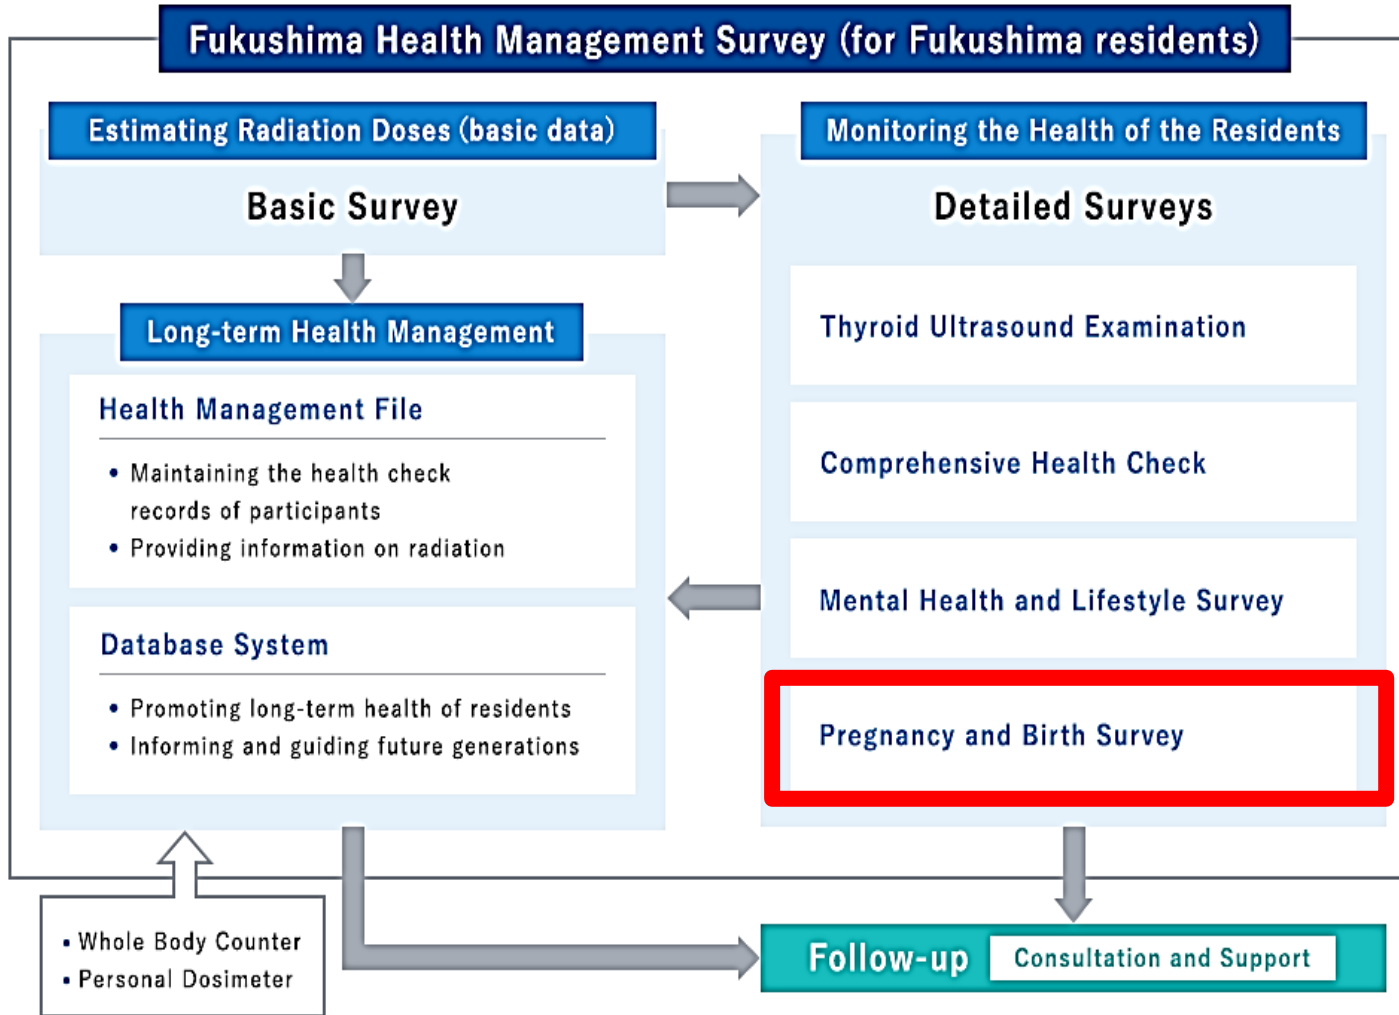 Fukushima Health Management Survey (for Fukushima residents)
Estimating Radiation Doses (basic data)
Basic Survey
Long-term Health Management
Health Management File
• Maintaining the health check
records of participants
• Providing information on radiation
Database System
• Promoting long-term health of residents
• Informing and guiding future generations
▪ Whole Body Counter
▪ Personal Dosimeter
Monitoring the Health of the Residents
Detailed Surveys
Thyroid Ultrasound Examination
Comprehensive Health Check
Mental Health and Lifestyle Survey
Pregnancy and Birth Survey
Follow-up Consultation and Support